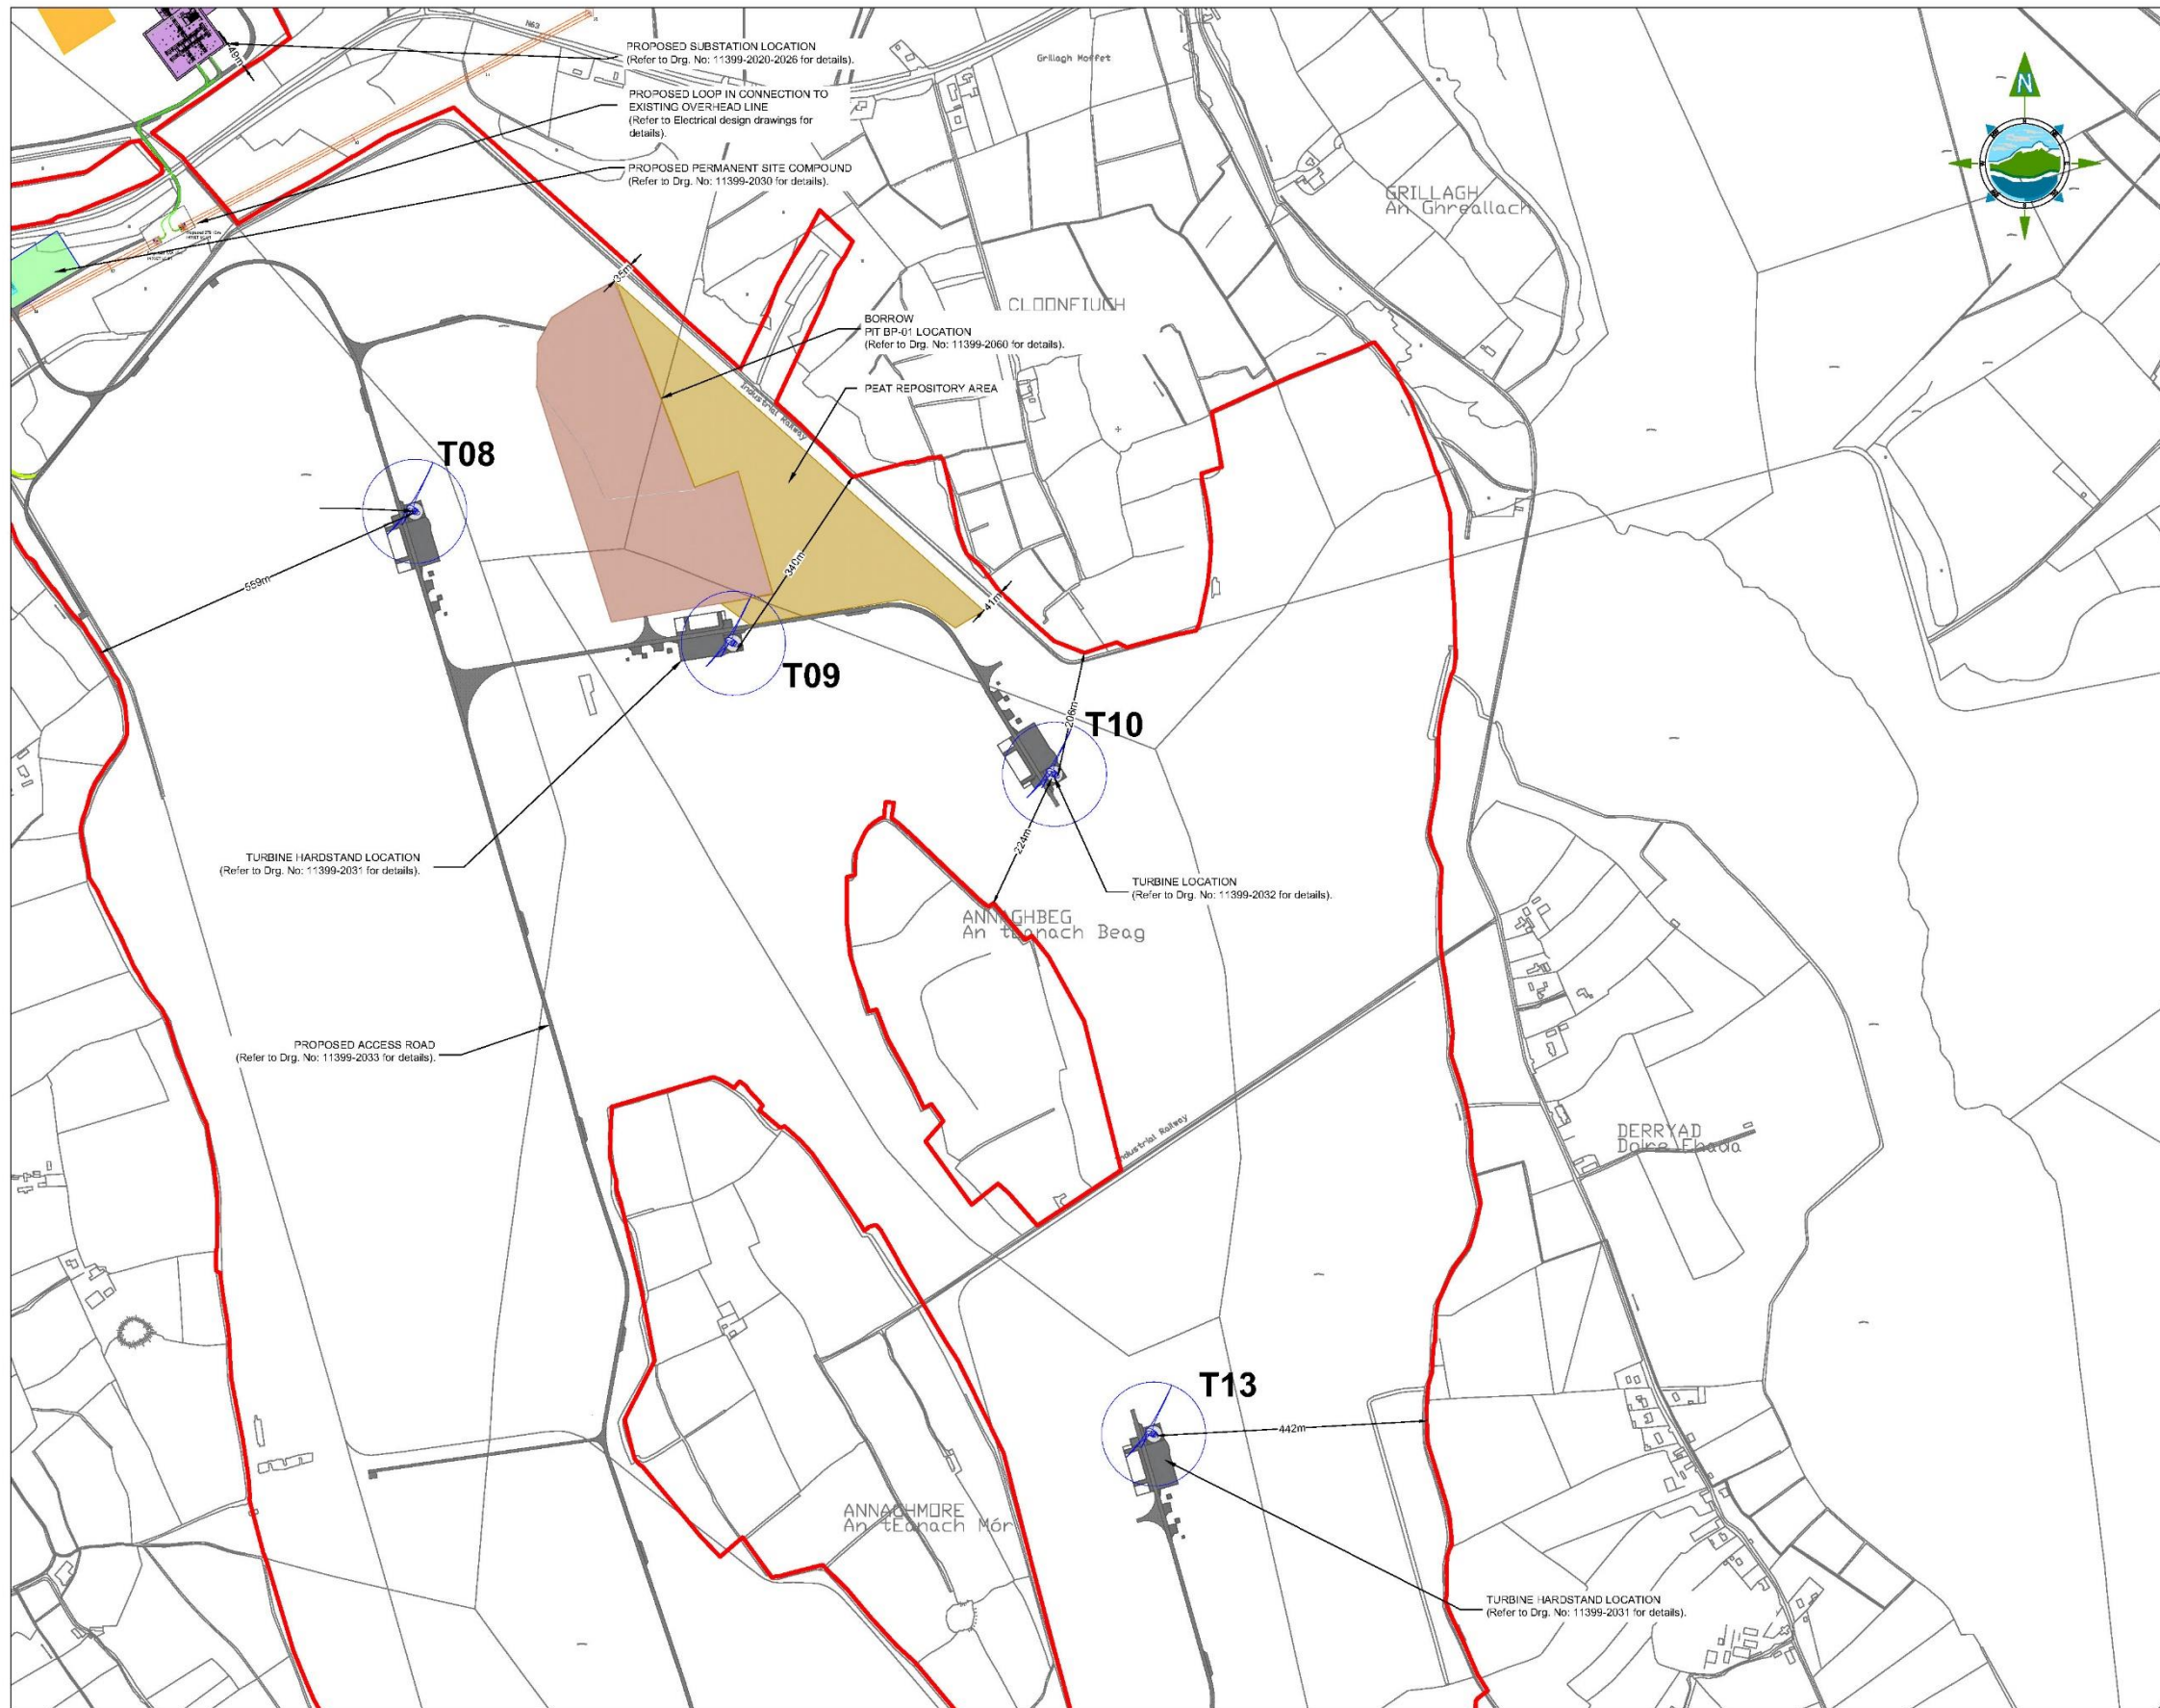 N63
PROPOSED SUBSTATION LOCATION
(Refer to Drg. No: 11399-2020-2026 for details).
Grillagh Moffet
N
49m
PROPOSED LOOP IN CONNECTION TO
EXISTING OVERHEAD LINE
(Refer to Electrical design drawings for
details).
PROPOSED PERMANENT SITE COMPOUND
(Refer to Drg. No: 11399-2030 for details).
GRILLAGH
An Ghreallach
35m
CLOONFIUGH
BORROW
PIT BP-01 LOCATION
(Refer to Drg. No: 11399-2060 for details).
PEAT REPOSITORY AREA
Industrial Railway
T08
340m
559m
41m
T09
T10
206m
224m
TURBINE HARDSTAND LOCATION
(Refer to Drg. No: 11399-2031 for details).
TURBINE LOCATION
(Refer to Drg. No: 11399-2032 for details).
ANNAGHBEG
An tEanach Beag
PROPOSED ACCESS ROAD
(Refer to Drg. No: 11399-2033 for details).
Industrial Railway
DERRYAD
Doire Fhada
T13
442m
ANNAGHMORE
An tEanach Mór
TURBINE HARDSTAND LOCATION
(Refer to Drg. No: 11399-2031 for details).